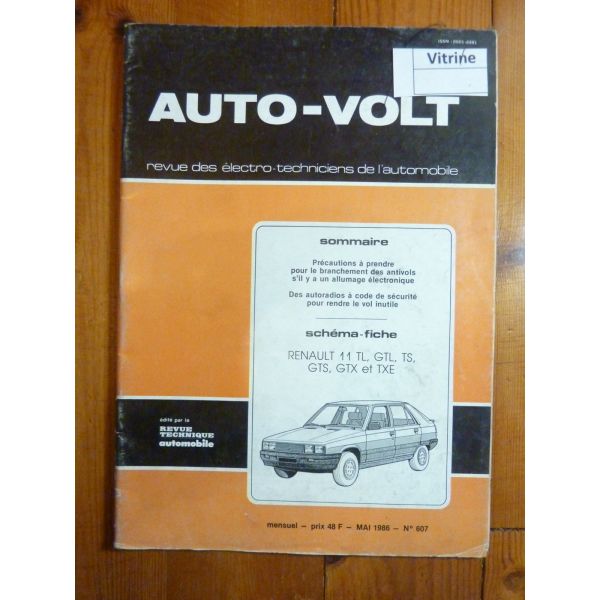 Vitrine
AUTO-VOLT
revue des électro-techniciens de l'automobile
sommaire
Précautions à prendre
pour le branchement des antivols
s'il y a un allumage électronique
Des autoradios à code de sécurité
pour rendre le vol inutile
schéma-fiche
RENAULT 11 TL, GTL, TS,
GTS, GTX et TXE
édité par la
REVUE
TECHNIQUE
automobile
mensuel – prix 48 F – MAI 1986 – N° 607